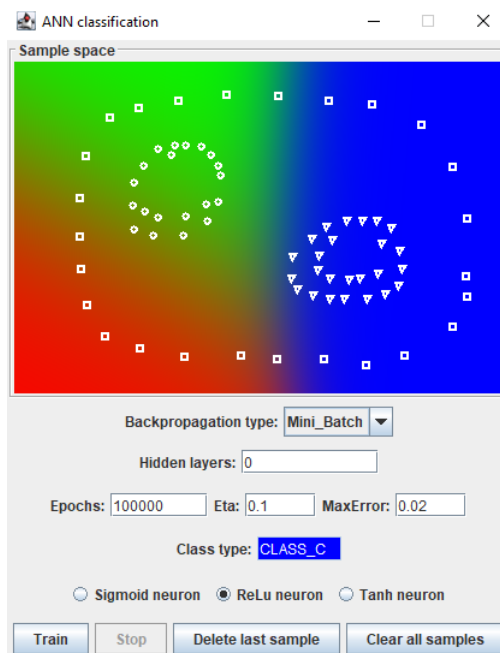 ANN classification
Sample space
Backpropagation type: Mini_Batch
Hidden layers: 0
Epochs: 100000 Eta: 0.1 MaxError: 0.02
Class type: CLASS_C
Sigmoid neuron ReLu neuron Tanh neuron
Train Stop Delete last sample Clear all samples